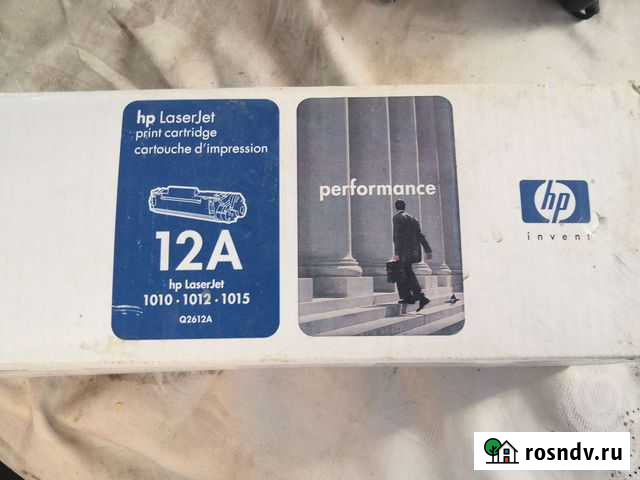 hp LaserJet
print cartridge
cartouche d'impression
12A
hp LaserJet
1010 · 1012 · 1015
Q2612A
performance
hp
invent
rosndv.ru